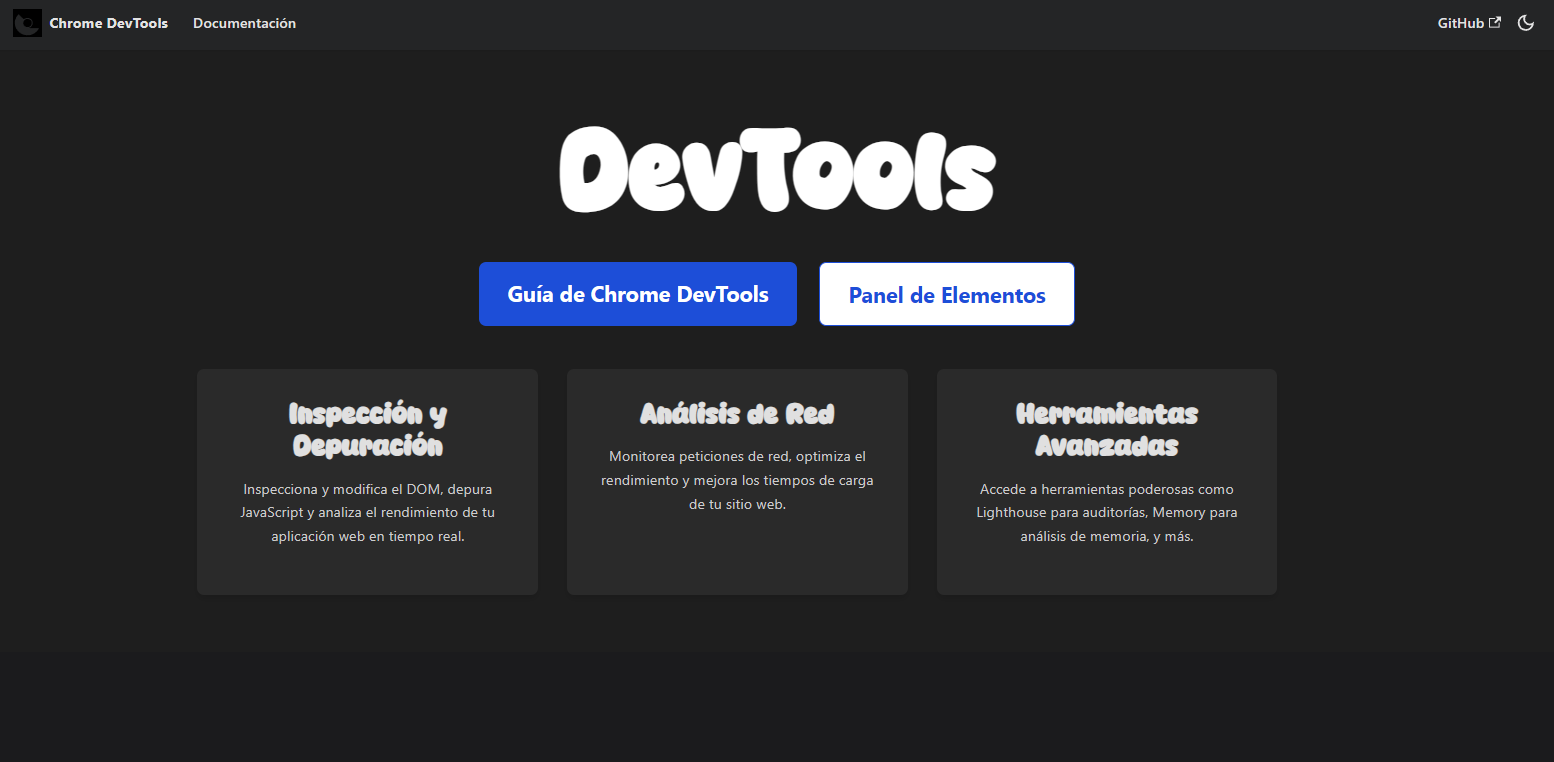 Chrome DevTools
Documentación
GitHub
DevTools
Guía de Chrome DevTools
Panel de Elementos
Inspección y
Depuración
Inspecciona y modifica el DOM, depura
JavaScript y analiza el rendimiento de tu
aplicación web en tiempo real.
Análisis de Red
Monitorea peticiones de red, optimiza el
rendimiento y mejora los tiempos de carga
de tu sitio web.
Herramientas
Avanzadas
Accede a herramientas poderosas como
Lighthouse para auditorías, Memory para
análisis de memoria, y más.